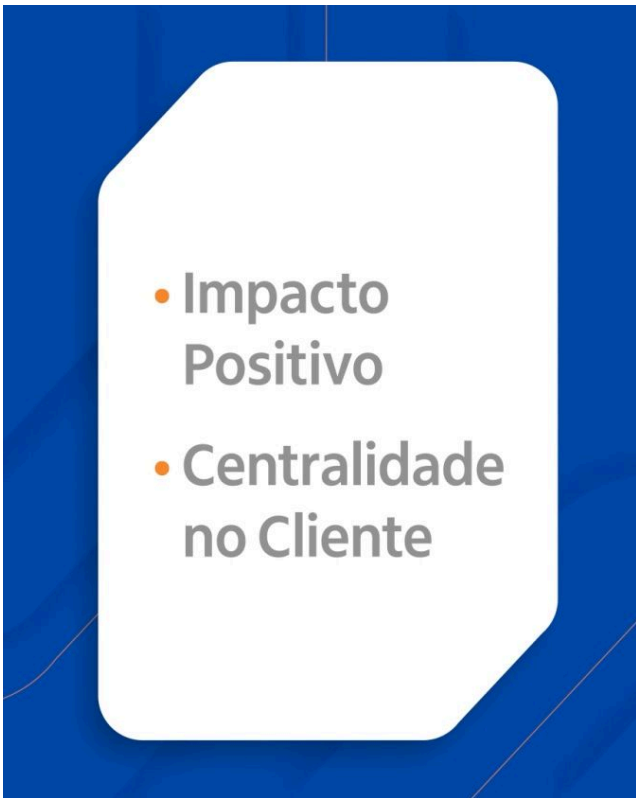 • Impacto
Positivo
• Centralidade
no Cliente